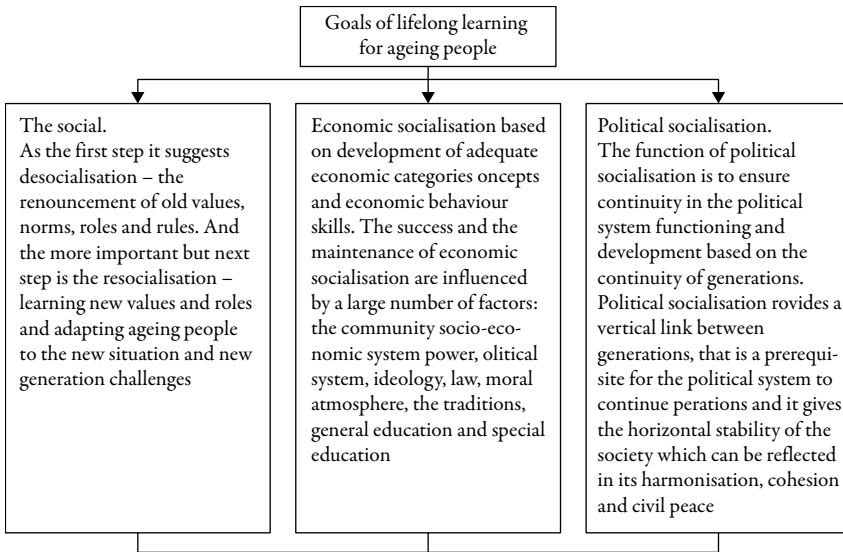 Goals of lifelong learning
for ageing people
The social.
As the first step it suggests
desocialisation – the
renouncement of old values,
norms, roles and rules. And
the more important but next
step is the resocialisation –
learning new values and roles
and adapting ageing people
to the new situation and new
generation challenges
Economic socialisation based
on development of adequate
economic categories oncepts
and economic behaviour
skills. The success and the
maintenance of economic
socialisation are influenced
by a large number of factors:
the community socio-eco-
nomic system power, olitical
system, ideology, law, moral
atmosphere, the traditions,
general education and special
education
Political socialisation.
The function of political
socialisation is to ensure
continuity in the political
system functioning and
development based on the
continuity of generations.
Political socialisation rovides a
vertical link between
generations, that is a prerequi-
site for the political system to
continue perations and it gives
the horizontal stability of the
society which can be reflected
in its harmonisation, cohesion
and civil peace